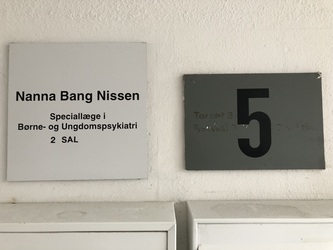 Nanna Bang Nissen
Speciallæge i
Børne- og Ungdomspsykiatri
2 SAL
5